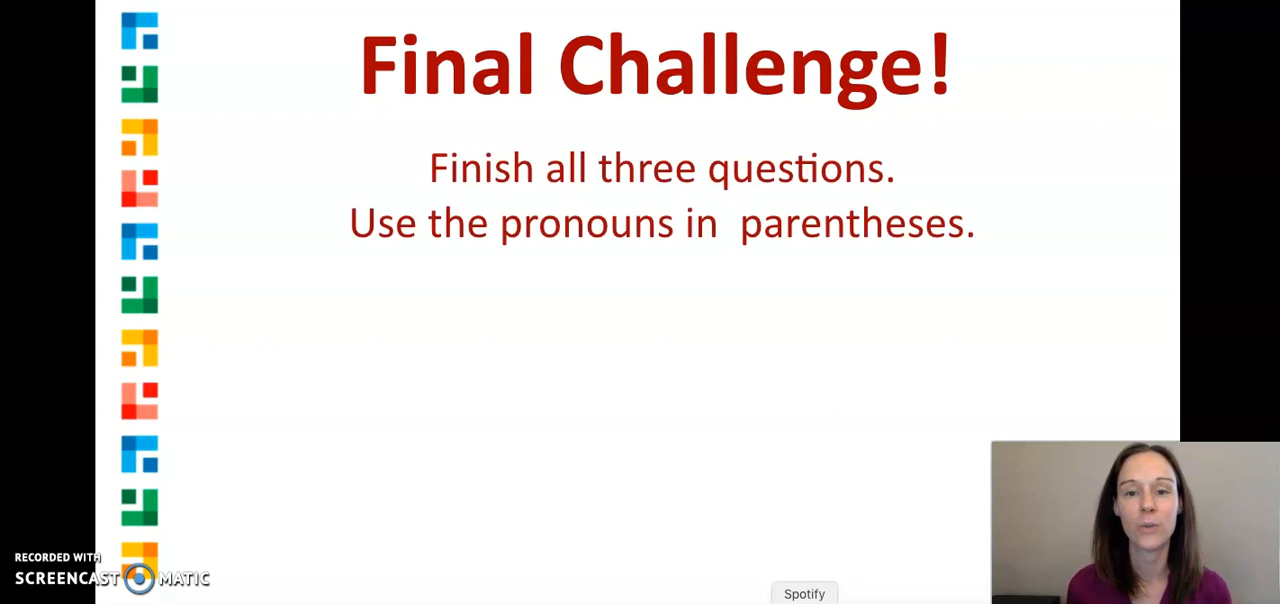 Final Challenge!
Finish all three questions.
Use the pronouns in parentheses.
RECORDED WITH
SCREENCAST MATIC
Spotify